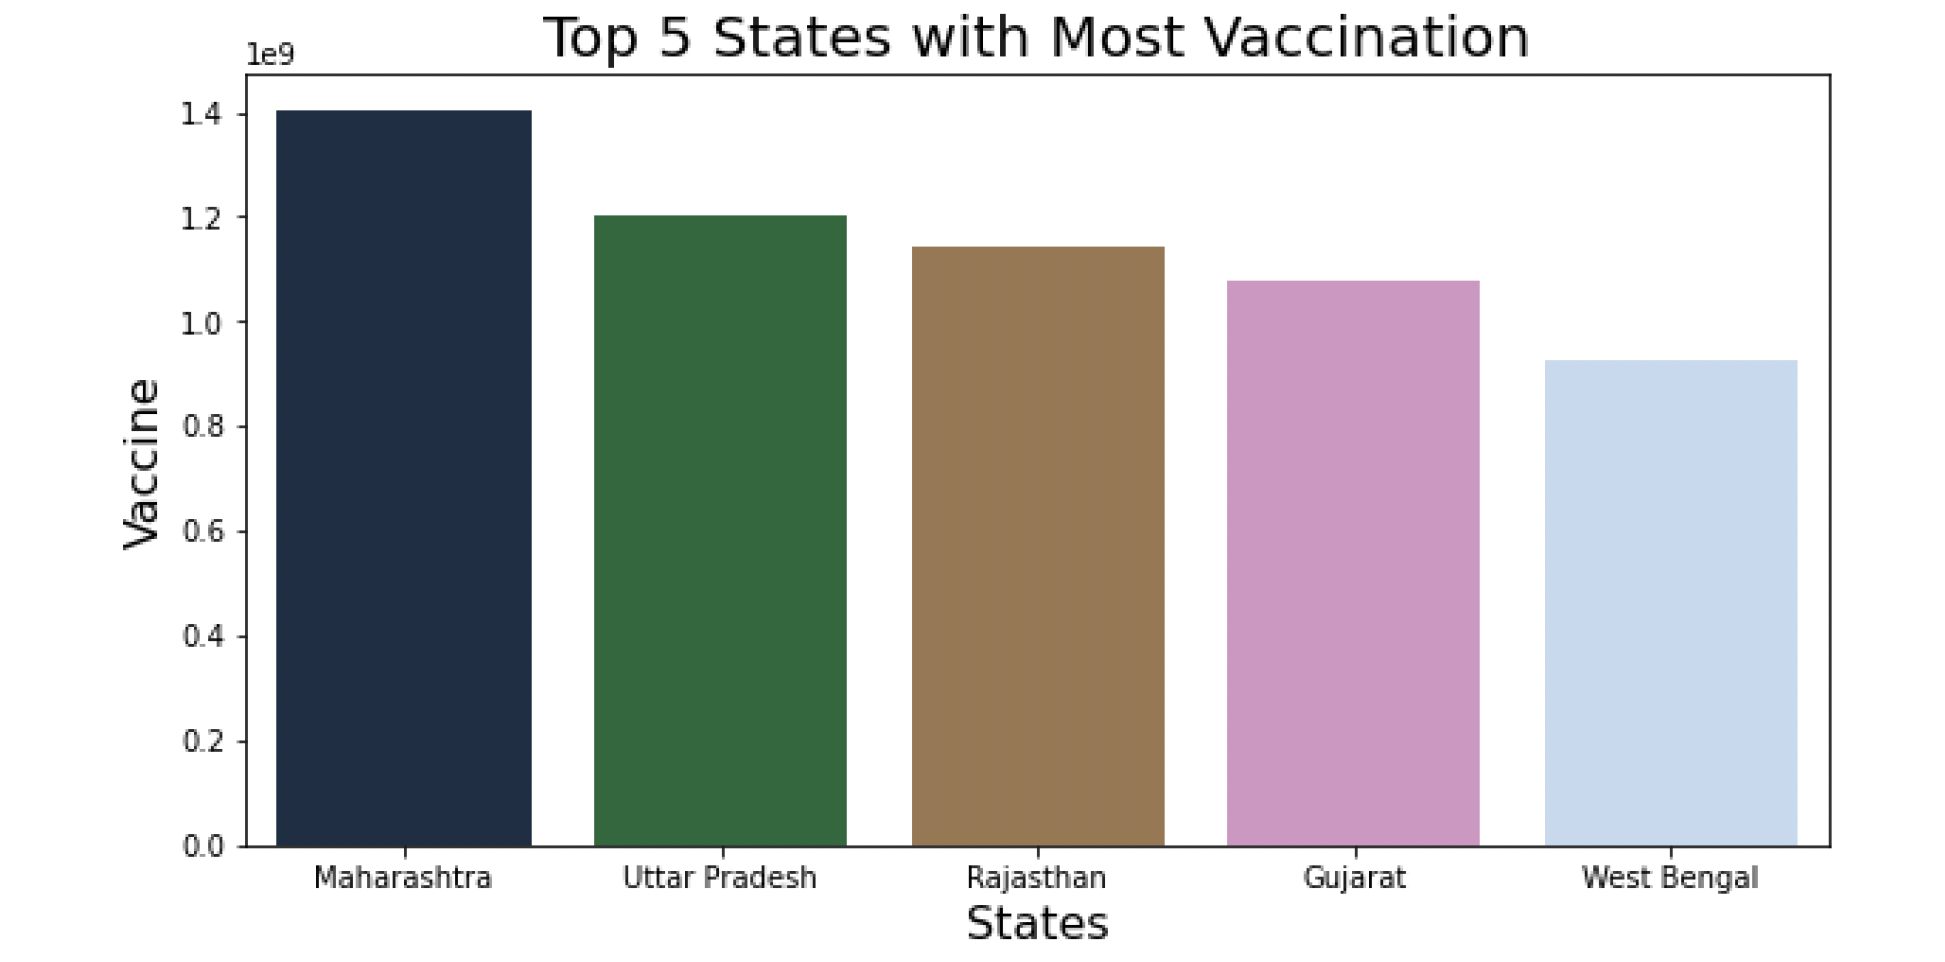 Top 5 States with Most Vaccination
1e9
1.4
1.2
1.0
0.8
0.6
0.4
0.2
0.0
Vaccine
Maharashtra Uttar Pradesh Rajasthan Gujarat West Bengal
States